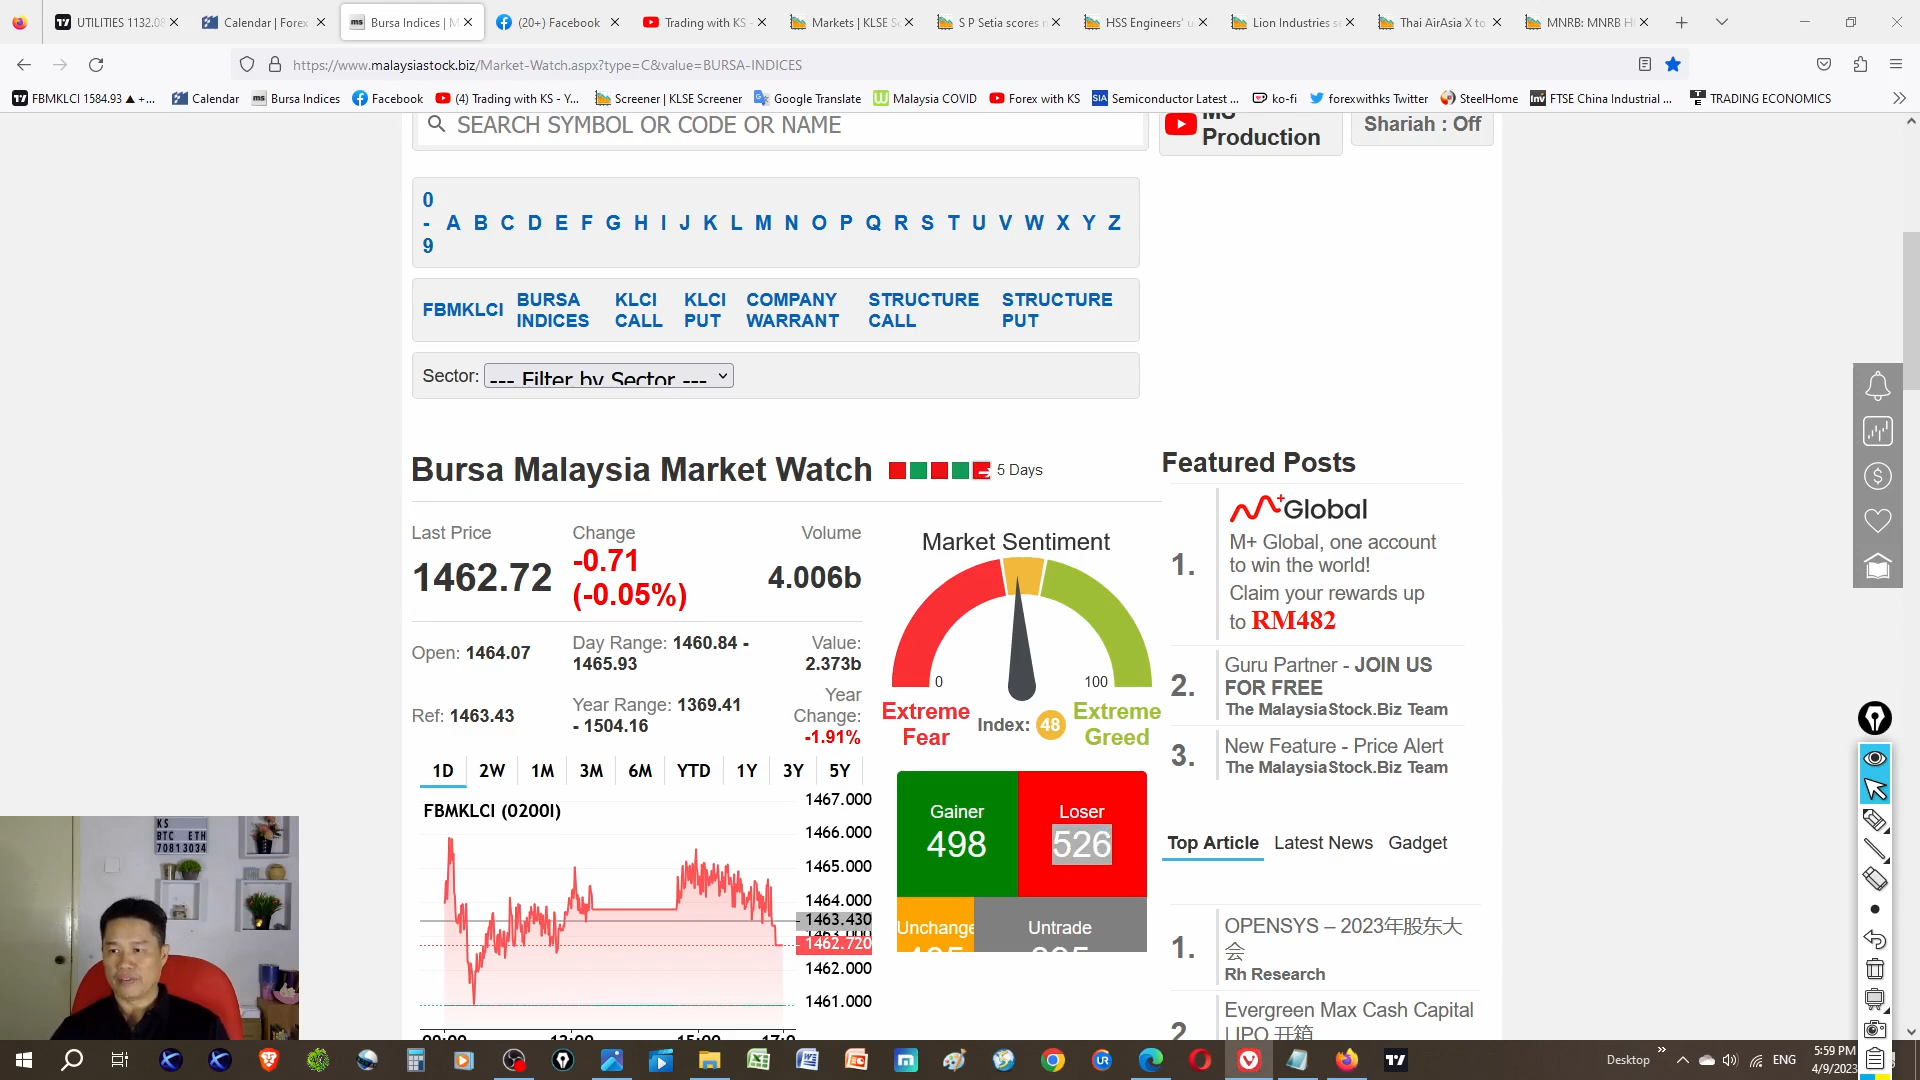 UTILITIES 1132.08
Calendar | Forex
Bursa Indices | M
(20+) Facebook
Trading with KS -
Markets | KLSE Sc
S P Setia scores n
HSS Engineers' u
Lion Industries se
Thai AirAsia X to
MNRB: MNRB H
https://www.malaysiastock.biz/Market-Watch.aspx?type=C&value=BURSA-INDICES
FBMKLCI 1584.93 ▲ +...
Calendar
Bursa Indices
Facebook
(4) Trading with KS - Y...
Screener | KLSE Screener
Google Translate
Malaysia COVID
Forex with KS
Semiconductor Latest ...
ko-fi
forexwithks Twitter
SteelHome
FTSE China Industrial ...
TRADING ECONOMICS
SEARCH SYMBOL OR CODE OR NAME
MS
Production
Shariah : Off
0
-
9
A B C D E F G H I J K L M N O P Q R S T U V W X Y Z
FBMKLCI
BURSA
INDICES
KLCI
CALL
KLCI
PUT
COMPANY
WARRANT
STRUCTURE
CALL
STRUCTURE
PUT
Sector: --- Filter by Sector ---
Bursa Malaysia Market Watch
5 Days
Last Price
1462.72
Change
-0.71
(-0.05%)
Volume
4.006b
Open: 1464.07
Day Range: 1460.84 -
1465.93
Value:
2.373b
Ref: 1463.43
Year Range: 1369.41
- 1504.16
Year
Change:
-1.91%
1D 2W 1M 3M 6M YTD 1Y 3Y 5Y
FBMKLCI (0200I)
1467.000
1466.000
1465.000
1464.000
1463.430
1463.000
1462.720
1462.000
1461.000
Market Sentiment
0
100
Extreme
Fear
Index: 48
Extreme
Greed
Gainer
498
Loser
526
Unchange
Untrade
Featured Posts
1.
Global
M+ Global, one account
to win the world!
Claim your rewards up
to RM482
2.
Guru Partner - JOIN US
FOR FREE
The MalaysiaStock.Biz Team
3.
New Feature - Price Alert
The MalaysiaStock.Biz Team
Top Article
Latest News
Gadget
1.
OPENSYS – 2023年股东大
会
Rh Research
2
Evergreen Max Cash Capital
LIPO 开箱
KS
BTC ETH
70813034
Desktop
ENG
5:59 PM
4/9/2023